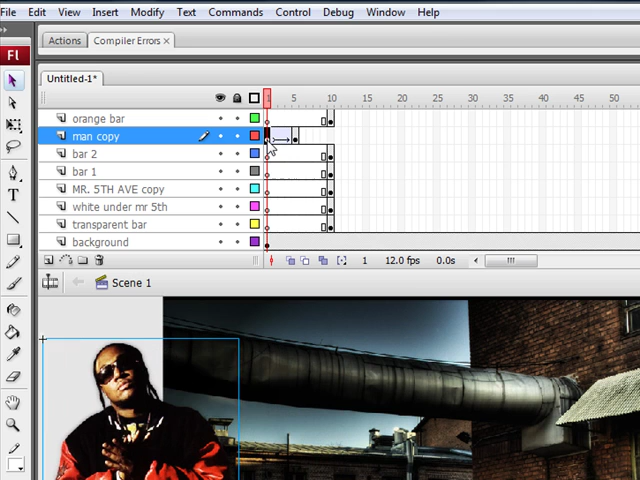 File Edit View Insert Modify Text Commands Control Debug Window Help
Actions Compiler Errors ×
Fl
Untitled-1*
1 5 10 15 20 25 30 35 40 45 50
orange bar
man copy
bar 2
bar 1
MR. 5TH AVE copy
white under mr 5th
transparent bar
background
1 12.0 fps 0.0s
Scene 1
T